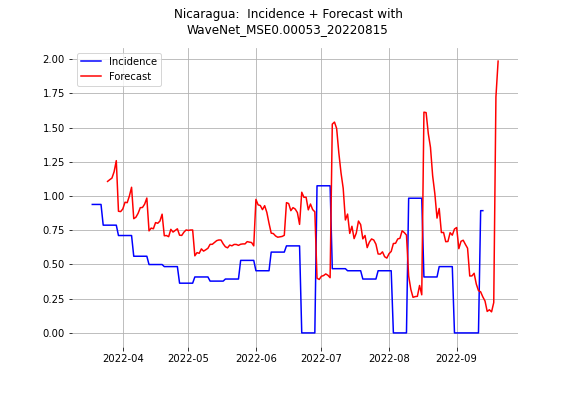 Nicaragua:  Incidence + Forecast with
WaveNet_MSE0.00053_20220815
Incidence
Forecast
2.00
1.75
1.50
1.25
1.00
0.75
0.50
0.25
0.00
2022-04 2022-05 2022-06 2022-07 2022-08 2022-09